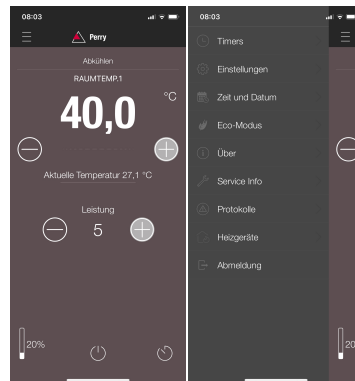 08:03
Perry
Abkühlen
RAUMTEMP.1
40,0
°C
Aktuelle Temperatur 27,1 °C
Leistung
5
20%
08:03
Timers
Einstellungen
Zeit und Datum
Eco-Modus
Über
Service Info
Protokolle
Heizgeräte
Abmeldung
20